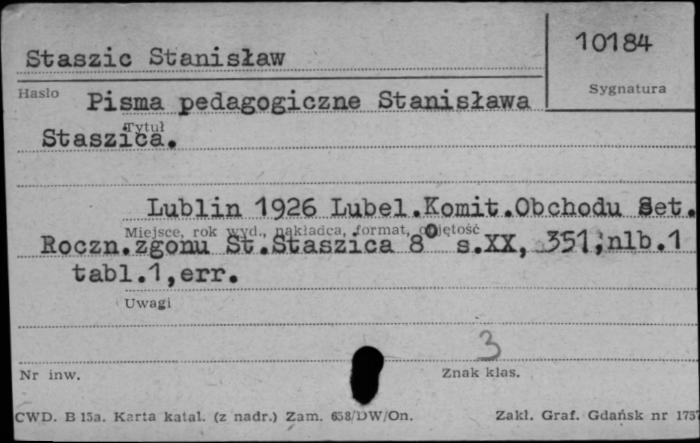 Staszic Stanisław
10184
Hasło
Sygnatura
Pisma pedagogiczne Stanisława
Tytuł
Staszica.
Lublin 1926 Lubel.Komit.Obchodu Set.
Miejsce, rok wyd., nakładca, format, objętość
Roczn.zgonu St.Staszica 8° s.XX, 351,nlb.1
tabl.1,err.
Uwagi
3
Nr inw.
Znak klas.
CWD. B 15a. Karta katal. (z nadr.) Zam. 658/DW/On.
Zakł. Graf. Gdańsk nr 1757